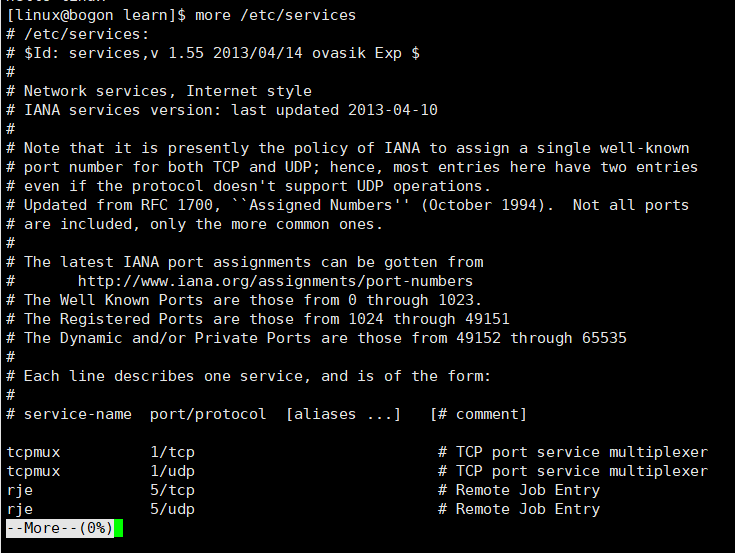 [linux@bogon learn]$ more /etc/services
# /etc/services:
# $Id: services,v 1.55 2013/04/14 ovasik Exp $
#
# Network services, Internet style
# IANA services version: last updated 2013-04-10
#
# Note that it is presently the policy of IANA to assign a single well-known
# port number for both TCP and UDP; hence, most entries here have two entries
# even if the protocol doesn't support UDP operations.
# Updated from RFC 1700, ``Assigned Numbers'' (October 1994).  Not all ports
# are included, only the more common ones.
#
# The latest IANA port assignments can be gotten from
#       http://www.iana.org/assignments/port-numbers
# The Well Known Ports are those from 0 through 1023.
# The Registered Ports are those from 1024 through 49151
# The Dynamic and/or Private Ports are those from 49152 through 65535
#
# Each line describes one service, and is of the form:
#
# service-name  port/protocol  [aliases ...]   [# comment]

tcpmux          1/tcp                           # TCP port service multiplexer
tcpmux          1/udp                           # TCP port service multiplexer
rje             5/tcp                           # Remote Job Entry
rje             5/udp                           # Remote Job Entry
--More--(0%)